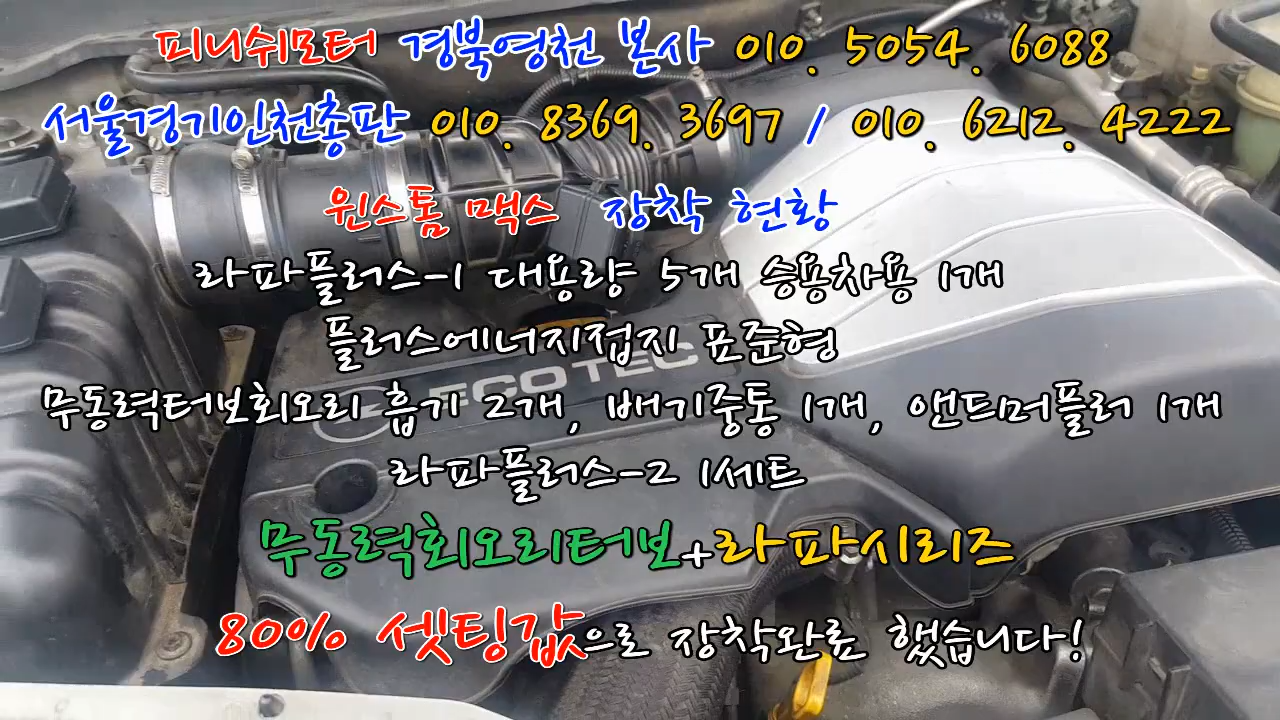 피니쉬모터 경북영천 본사 010. 5054. 6088
서울경기인천총판 010. 8369. 3697 / 010. 6212. 4222
윈스톰 맥스 장착 현황
라파플러스-1 대용량 5개 승용차용 1개
플러스에너지접지 표준형
ECOTEC
무동력터보회오리 흡기 2개, 배기중통 1개, 앤드머플러 1개
라파플러스-2 1세트
무동력회오리터보+라파시리즈
80% 셋팅값으로 장착완료 했습니다!